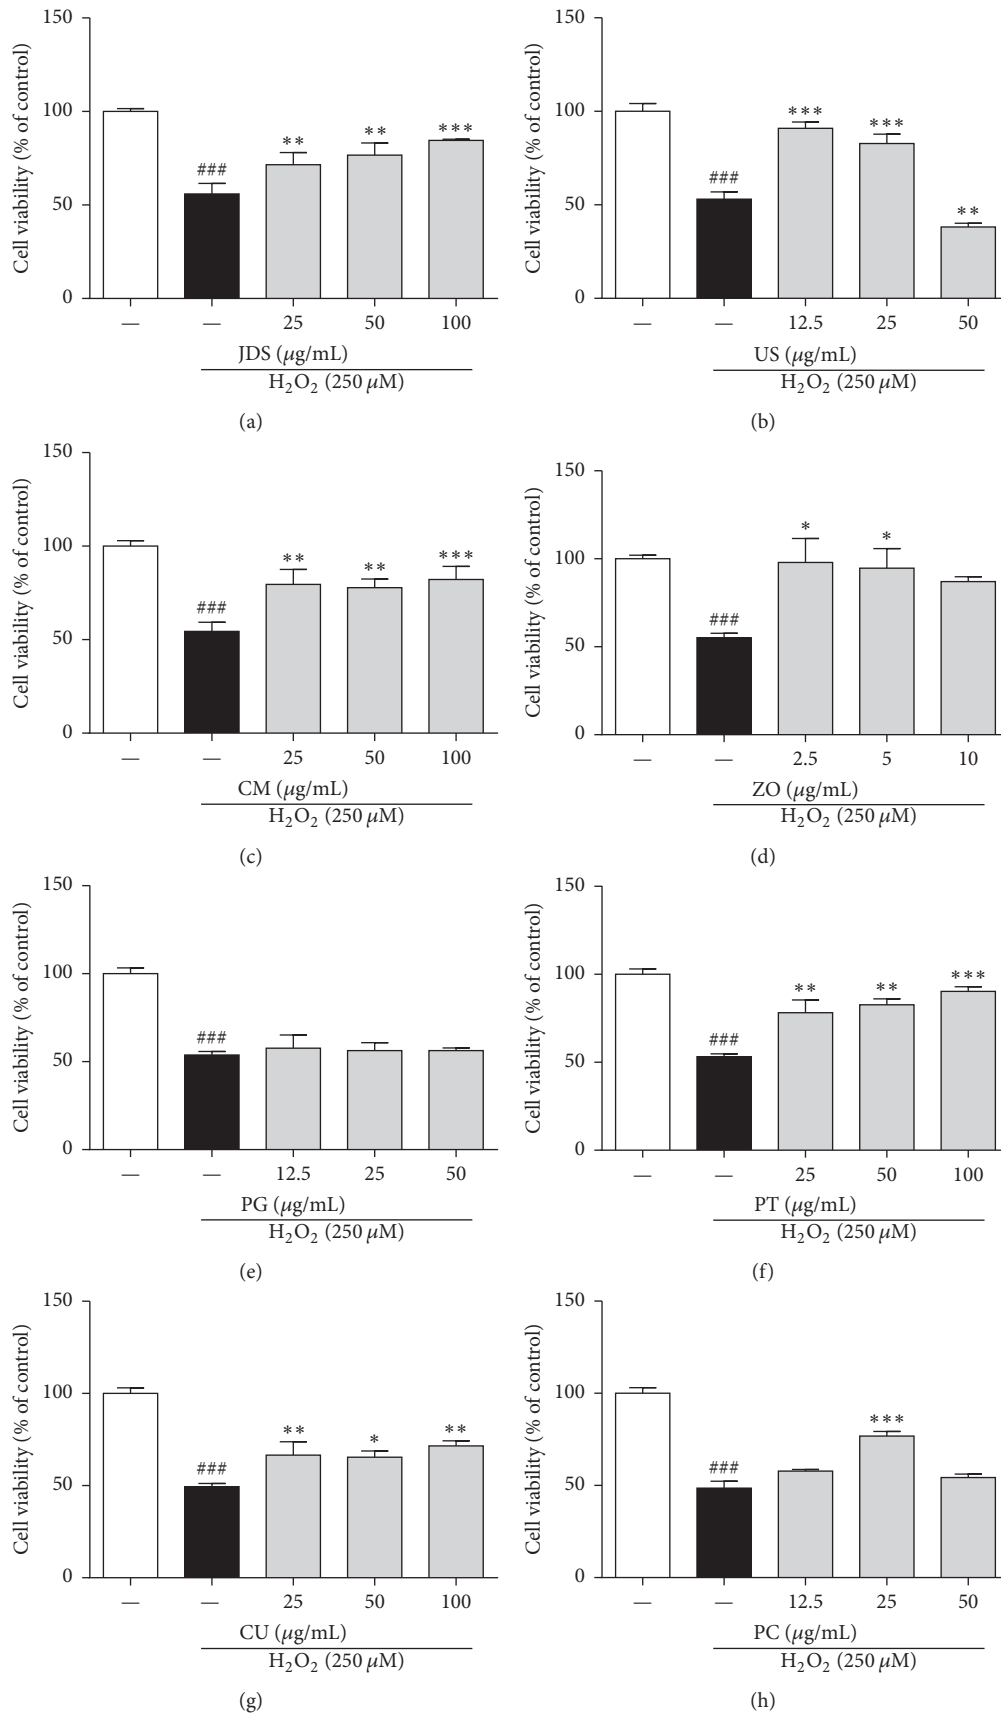 150
100
50
0
Cell viability (% of control)
###
** ** ***
— — 25 50 100
JDS (μg/mL)
H₂O₂ (250 μM)
(a)
150
100
50
0
Cell viability (% of control)
###
*** *** **
— — 12.5 25 50
US (μg/mL)
H₂O₂ (250 μM)
(b)
150
100
50
0
Cell viability (% of control)
###
** ** ***
— — 25 50 100
CM (μg/mL)
H₂O₂ (250 μM)
(c)
150
100
50
0
Cell viability (% of control)
###
* *
— — 2.5 5 10
ZO (μg/mL)
H₂O₂ (250 μM)
(d)
150
100
50
0
Cell viability (% of control)
###
— — 12.5 25 50
PG (μg/mL)
H₂O₂ (250 μM)
(e)
150
100
50
0
Cell viability (% of control)
###
** ** ***
— — 25 50 100
PT (μg/mL)
H₂O₂ (250 μM)
(f)
150
100
50
0
Cell viability (% of control)
###
** * **
— — 25 50 100
CU (μg/mL)
H₂O₂ (250 μM)
(g)
150
100
50
0
Cell viability (% of control)
###
***
— — 12.5 25 50
PC (μg/mL)
H₂O₂ (250 μM)
(h)